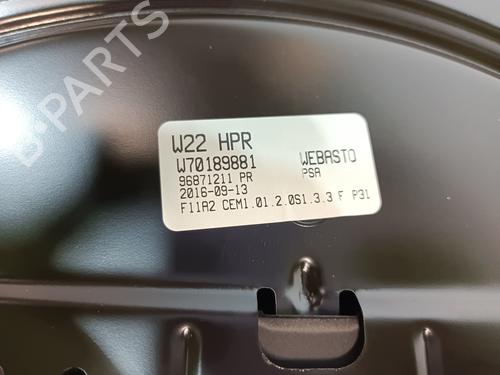 W22 HPR
W70189881 WEBASTO
96871211 PR PSA
2016-09-13
F11A2 CEM1.01.2.0S1.3.3 F P31
B-PARTS